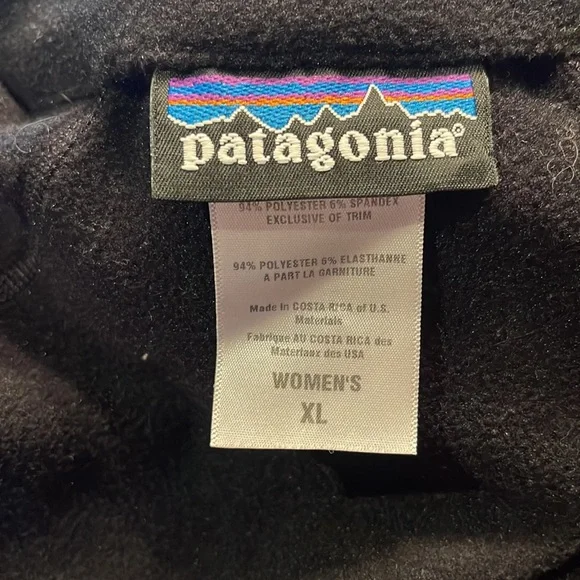 patagonia®
94% POLYESTER 6% SPANDEX
EXCLUSIVE OF TRIM
94% POLYESTER 6% ELASTHANNE
A PART LA GARNITURE
Made in COSTA RICA of U.S.
Materials
Fabrique AU COSTA RICA des
Materiaux des USA
WOMEN'S
XL